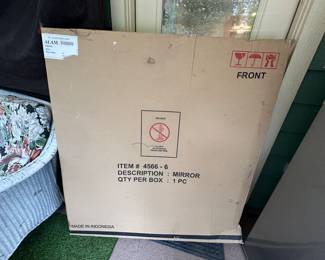 FRONT
ITEM # 4566 - 6
DESCRIPTION : MIRROR
QTY PER BOX : 1 PC
MADE IN INDONESIA